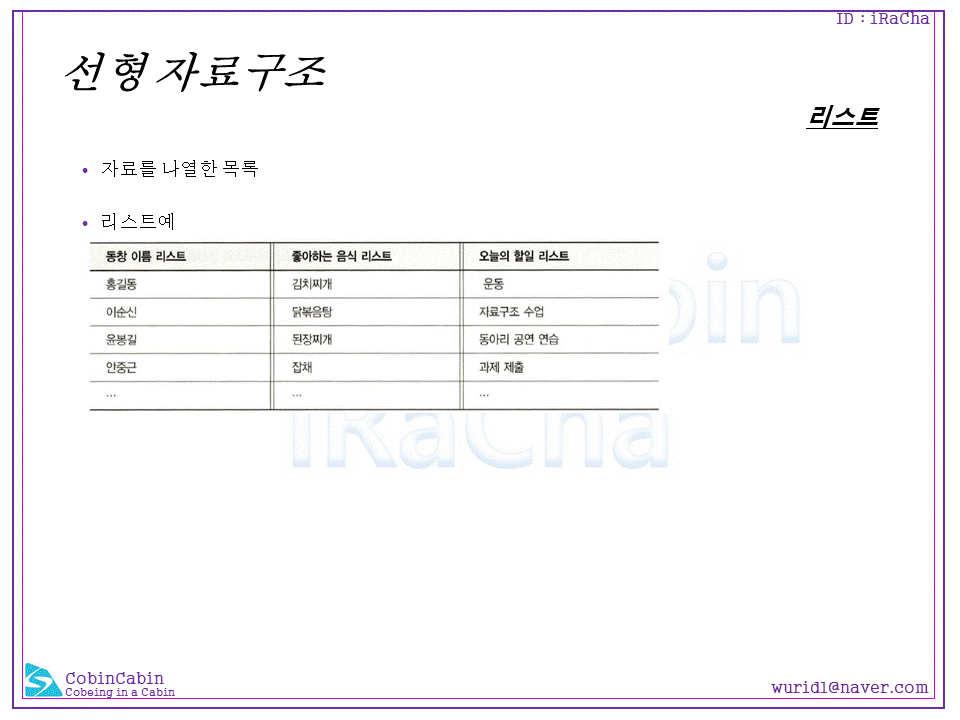 ID : iRaCha
선형 자료구조
리스트
• 자료를 나열한 목록
• 리스트예
동창 이름 리스트 좋아하는 음식 리스트 오늘의 할일 리스트
홍길동 김치찌개 운동
이순신 닭볶음탕 자료구조 수업
윤봉길 된장찌개 동아리 공연 연습
안중근 잡채 과제 제출
... ... ...
iRaCha
CobinCabin
Cobeing in a Cabin
wurid1@naver.com